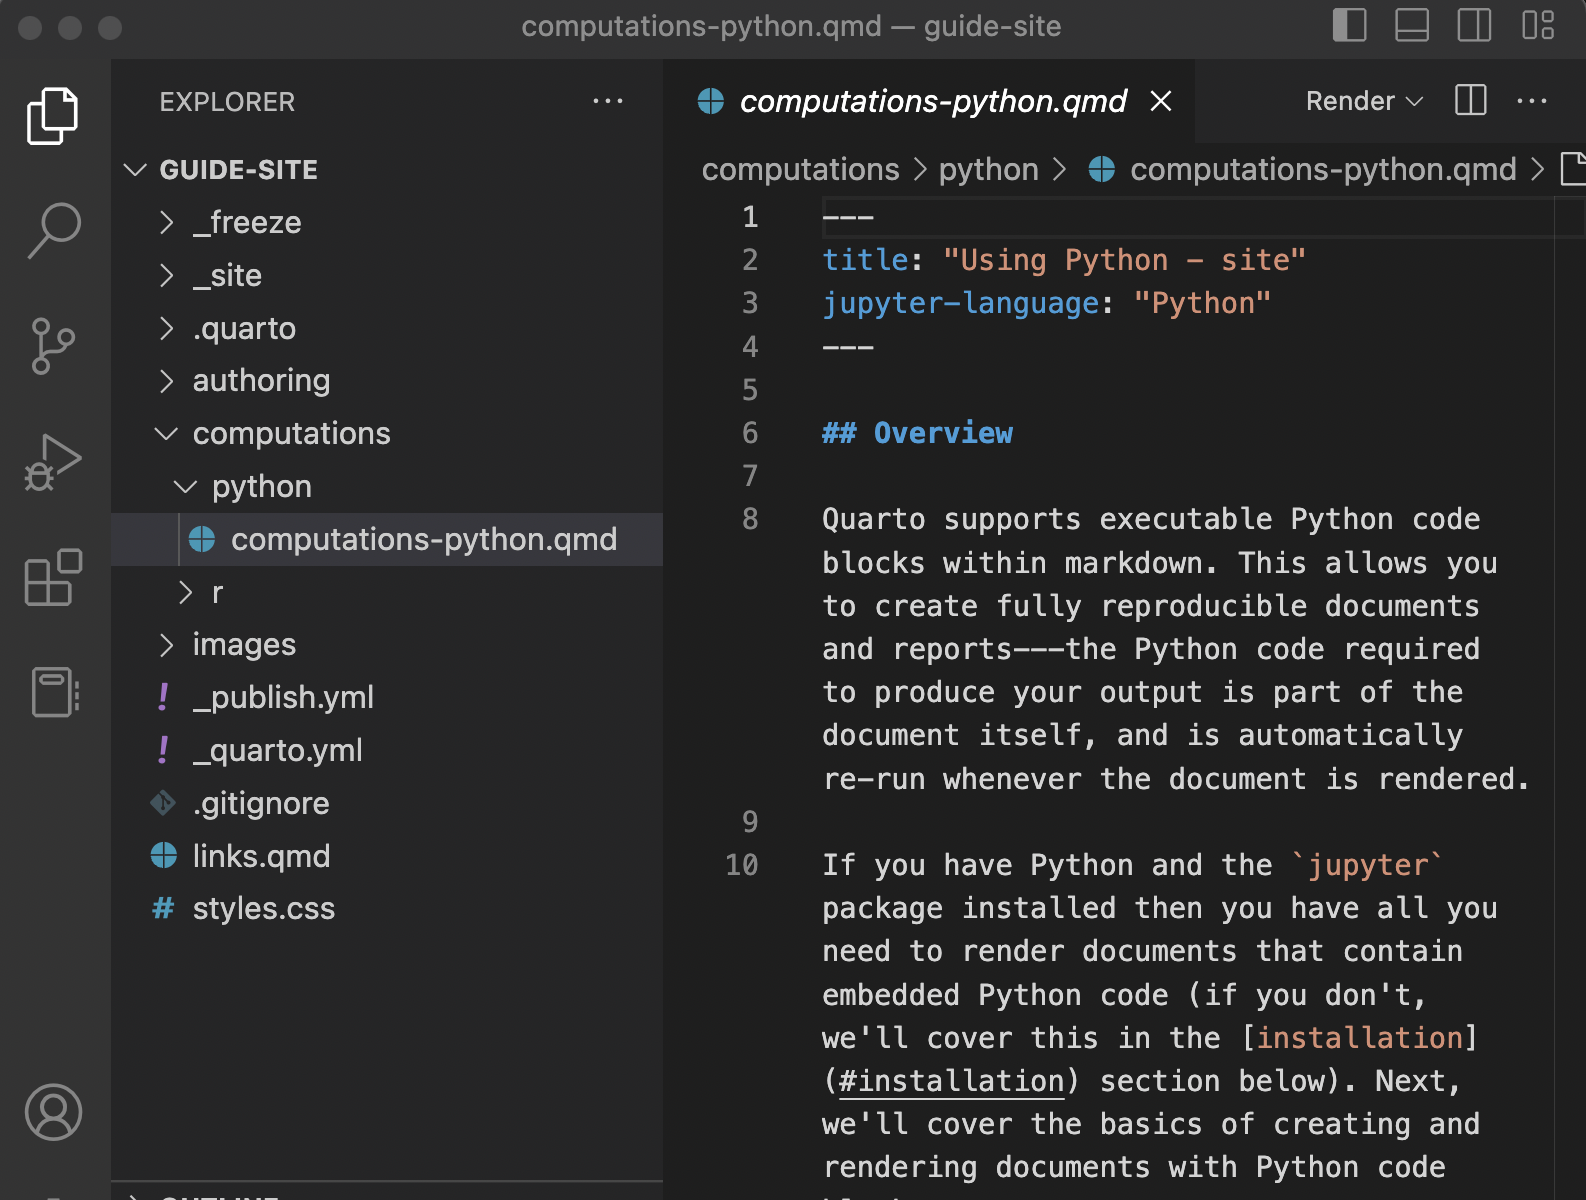 computations-python.qmd — guide-site
EXPLORER
GUIDE-SITE
_freeze
_site
.quarto
authoring
computations
python
computations-python.qmd
r
images
_publish.yml
_quarto.yml
.gitignore
links.qmd
styles.css
computations-python.qmd
Render
computations > python > computations-python.qmd >
1 ---
2 title: "Using Python - site"
3 jupyter-language: "Python"
4 ---
5
6 ## Overview
7
8 Quarto supports executable Python code
blocks within markdown. This allows you
to create fully reproducible documents
and reports---the Python code required
to produce your output is part of the
document itself, and is automatically
re-run whenever the document is rendered.
9
10 If you have Python and the `jupyter`
package installed then you have all you
need to render documents that contain
embedded Python code (if you don't,
we'll cover this in the [installation]
(#installation) section below). Next,
we'll cover the basics of creating and
rendering documents with Python code